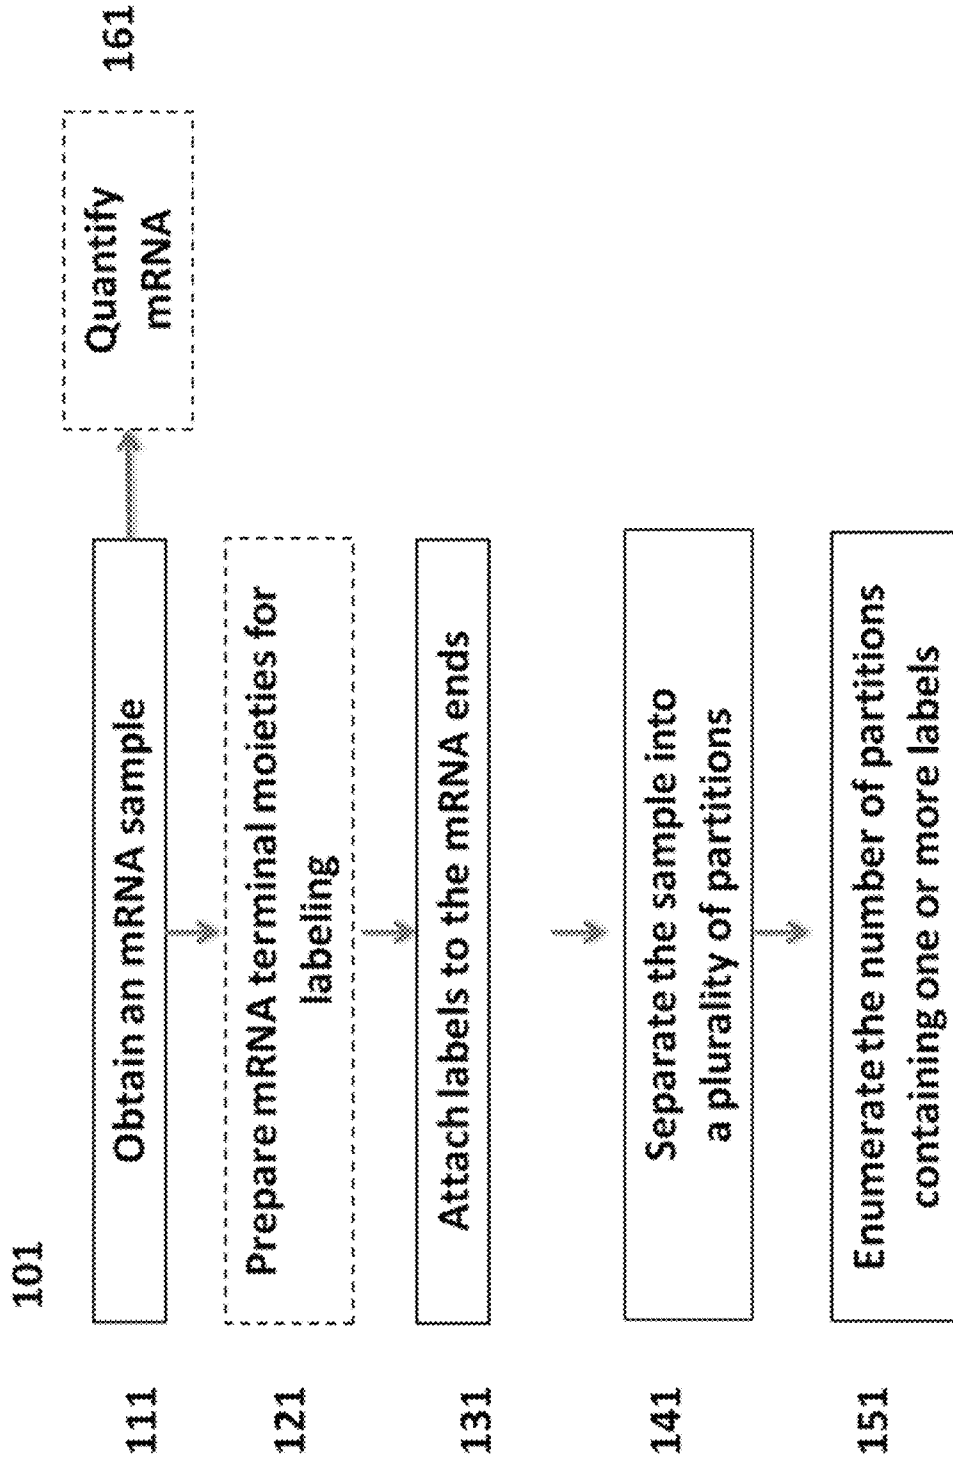 101
111
Obtain an mRNA sample
Quantify
mRNA
161
121
Prepare mRNA terminal moieties for
labeling
131
Attach labels to the mRNA ends
141
Separate the sample into
a plurality of partitions
151
Enumerate the number of partitions
containing one or more labels